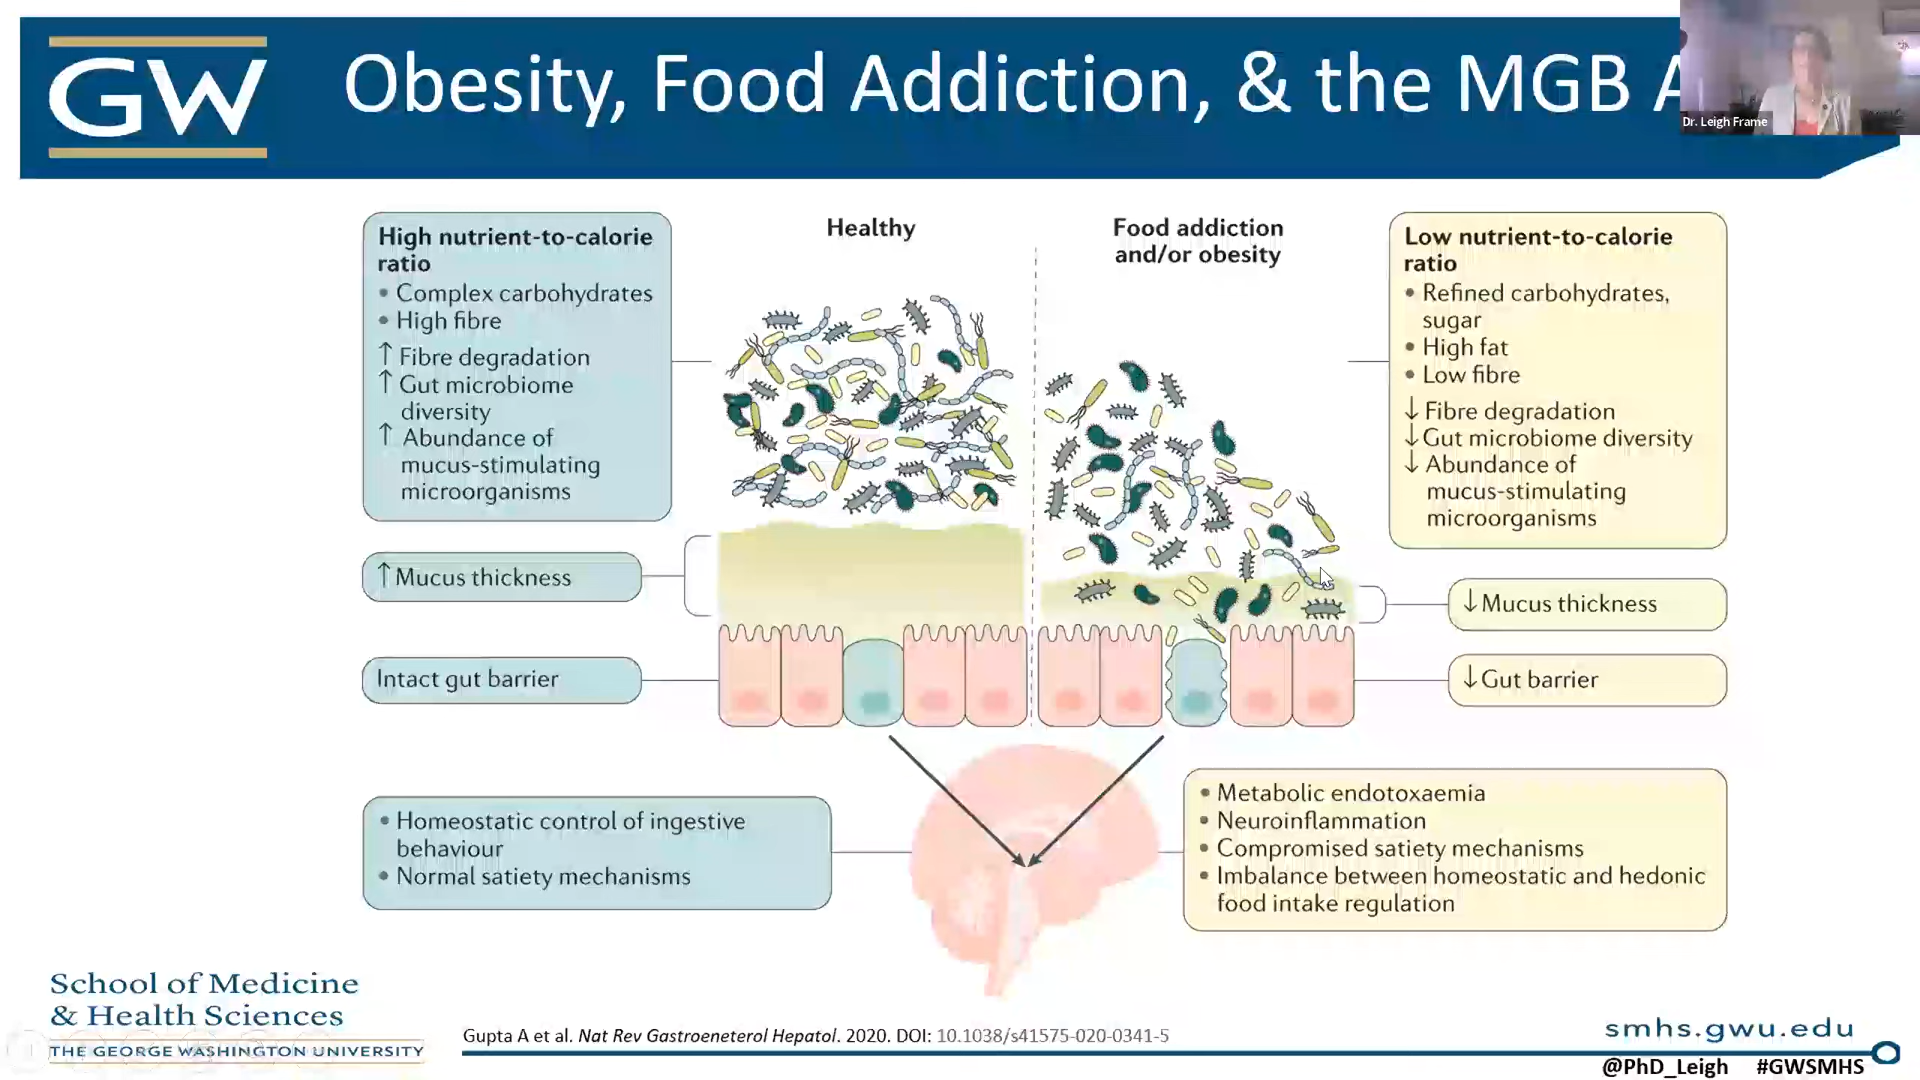 GW
Obesity, Food Addiction, & the MGB
Dr. Leigh Frame
High nutrient-to-calorie
ratio
• Complex carbohydrates
• High fibre
↑ Fibre degradation
↑ Gut microbiome
diversity
↑ Abundance of
mucus-stimulating
microorganisms
↑ Mucus thickness
Intact gut barrier
• Homeostatic control of ingestive
behaviour
• Normal satiety mechanisms
Healthy
Food addiction
and/or obesity
Low nutrient-to-calorie
ratio
• Refined carbohydrates,
sugar
• High fat
• Low fibre
↓ Fibre degradation
↓ Gut microbiome diversity
↓ Abundance of
mucus-stimulating
microorganisms
↓ Mucus thickness
↓ Gut barrier
• Metabolic endotoxaemia
• Neuroinflammation
• Compromised satiety mechanisms
• Imbalance between homeostatic and hedonic
food intake regulation
School of Medicine
& Health Sciences
THE GEORGE WASHINGTON UNIVERSITY
Gupta A et al. Nat Rev Gastroeneterol Hepatol. 2020. DOI: 10.1038/s41575-020-0341-5
smhs.gwu.edu
@PhD_Leigh #GWSMHS